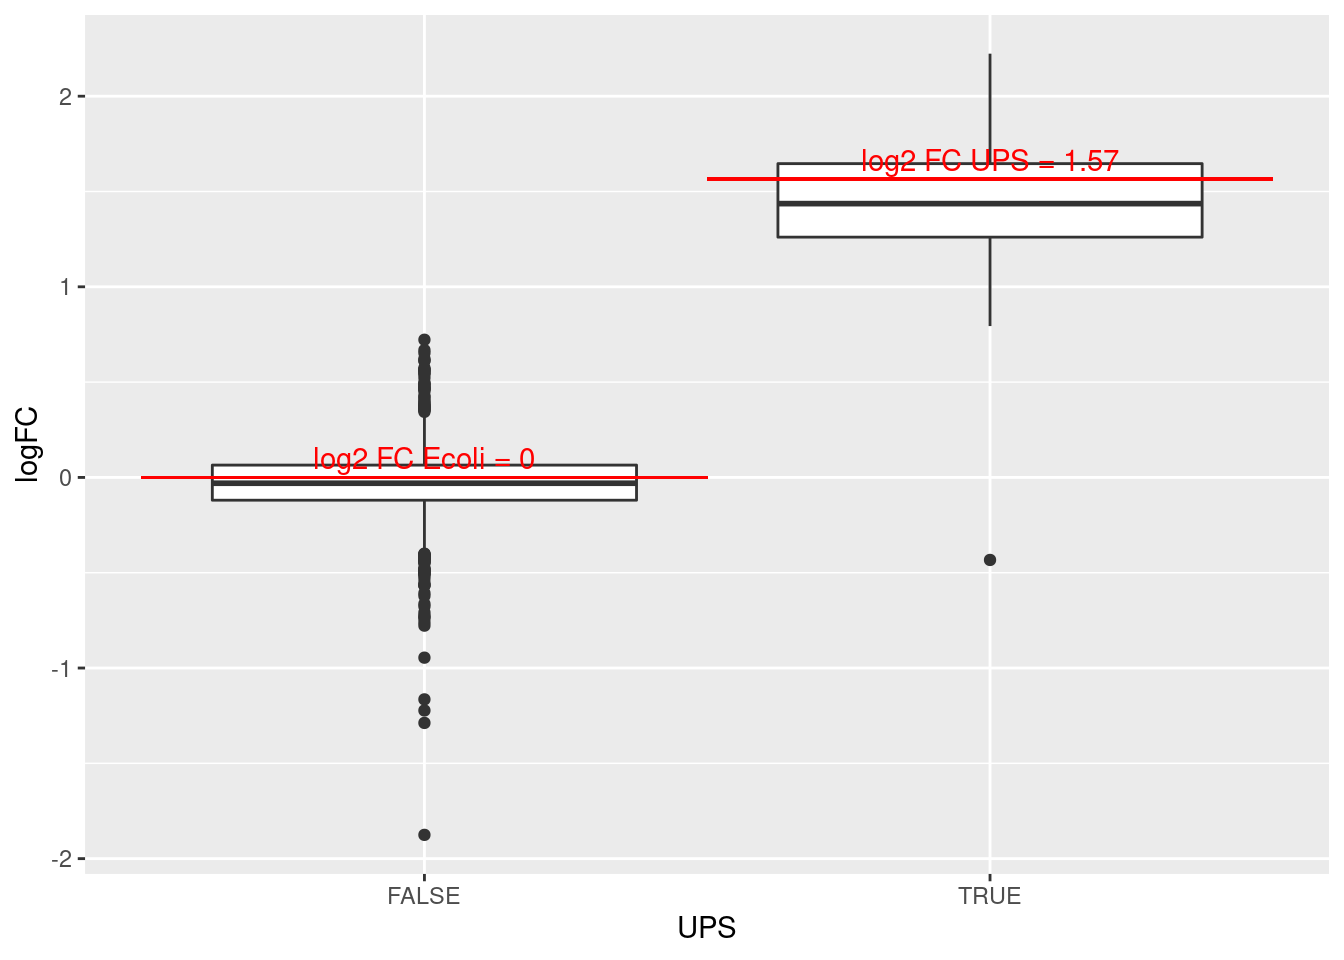 2
log2 FC UPS = 1.57
1
logFC
log2 FC Ecoli = 0
0
-1
-2
FALSE
TRUE
UPS